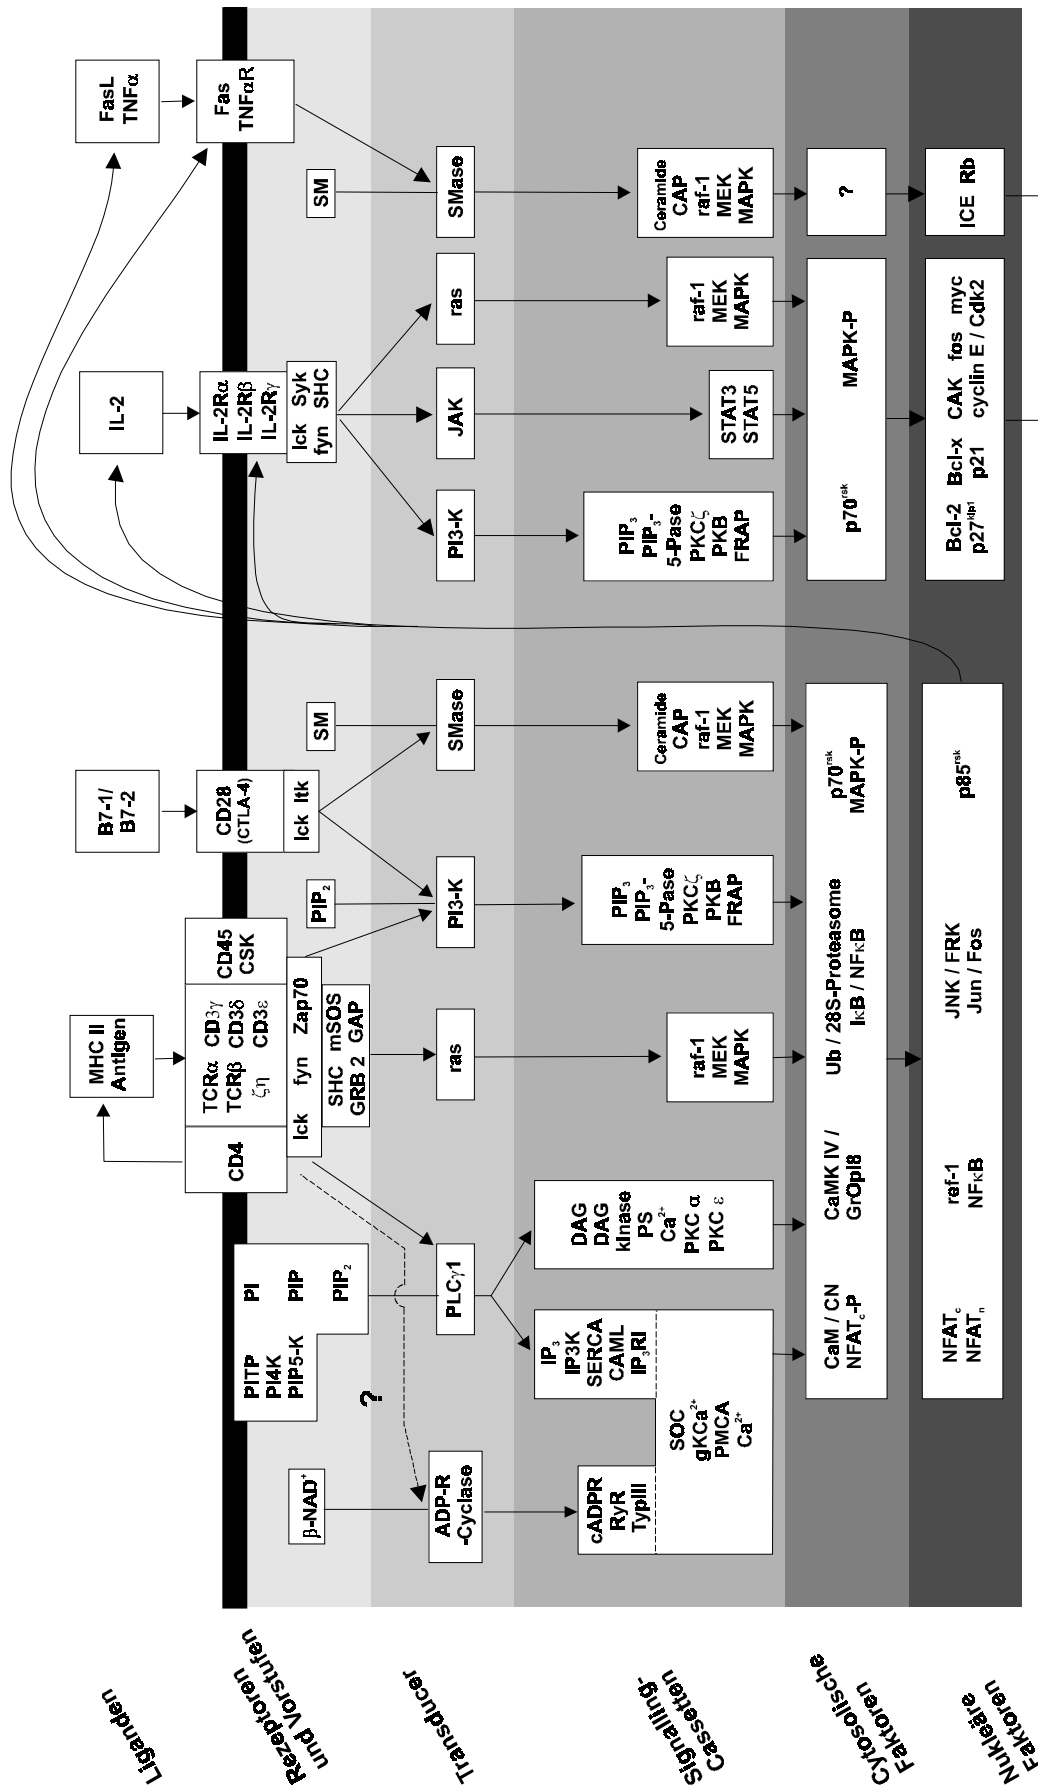 Liganden
MHC II
Antigen
B7-1/
B7-2
IL-2
FasL
TNFα
Rezeptoren
und Vorstufen
β-NAD⁺
PITP
PI4K
PIP5-K
PI
PIP
PIP₂
?
CD4
TCRα CD3γ
TCRβ CD3δ
ζη CD3ε
CD45
CSK
lck fyn Zap70
SHC mSOS
GRB 2 GAP
PIP₂
CD28
(CTLA-4)
lck Itk
SM
IL-2Rα
IL-2Rβ
IL-2Rγ
lck Syk
fyn SHC
SM
Fas
TNFαR
Transducer
ADP-R
-Cyclase
PLCγ1
ras
PI3-K
SMase
PI3-K
JAK
ras
SMase
Signalling-
Cassetten
cADPR
RyR
TypIII
IP₃
IP3K
SERCA
CAML
IP₃RI
SOC
gKCa²⁺
PMCA
Ca²⁺
DAG
DAG
kinase
PS
Ca²⁺
PKC α
PKC ε
raf-1
MEK
MAPK
PIP₃
PIP₃-
5-Pase
PKCζ
PKB
FRAP
Ceramide
CAP
raf-1
MEK
MAPK
PIP₃
PIP₃-
5-Pase
PKCζ
PKB
FRAP
STAT3
STAT5
raf-1
MEK
MAPK
Ceramide
CAP
raf-1
MEK
MAPK
Cytosolische
Faktoren
CaM / CN
NFATc-P
CaMK IV /
GrOpl8
Ub / 28S-Proteasome
IκB / NFκB
p70ʳˢᵏ
MAPK-P
p70ʳˢᵏ
MAPK-P
?
Nukleäre
Faktoren
NFATc
NFATn
ref-1
NFκB
JNK / FRK
Jun / Fos
p85ʳˢᵏ
Bcl-2 Bcl-x CAK fos myc
p27ᵏⁱᵖ¹ p21 cyclin E / Cdk2
ICE Rb